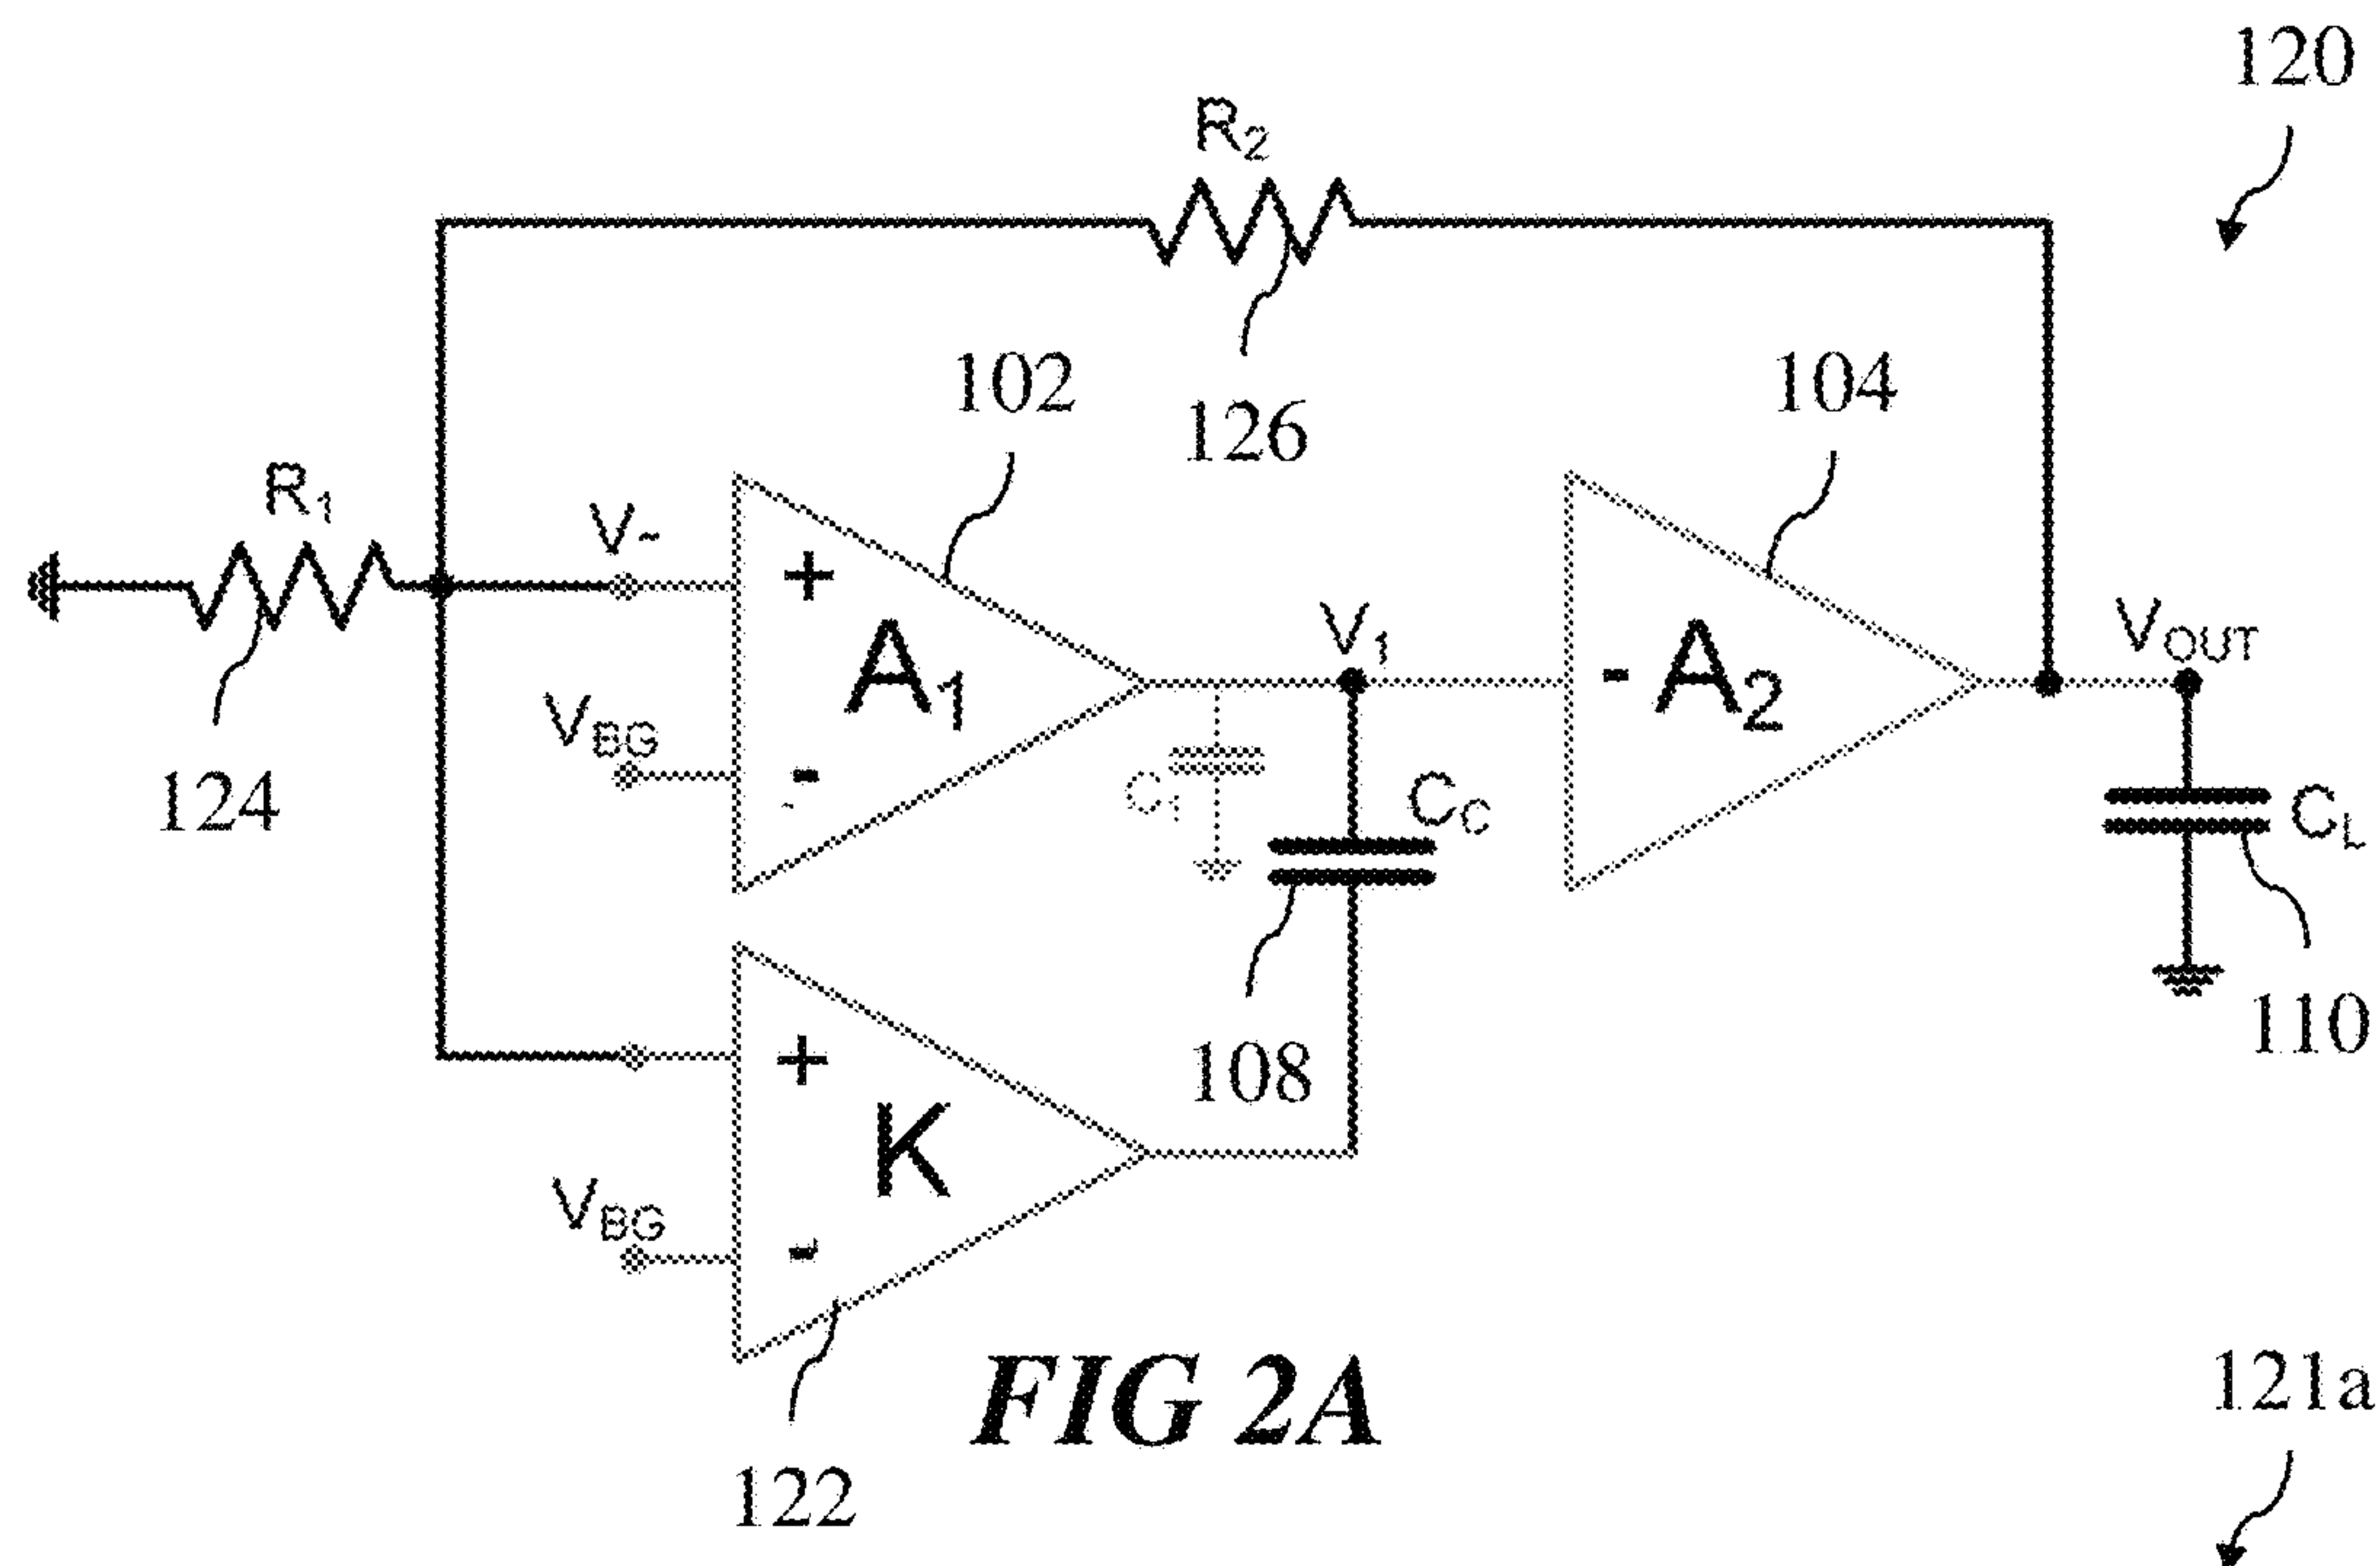 120
R2
102
104
126
R1
V-
+
A1
V1
- A2
VOUT
VBG
-
124
C1
CC
CL
108
110
+
K
VBG
-
FIG 2A
121a
122